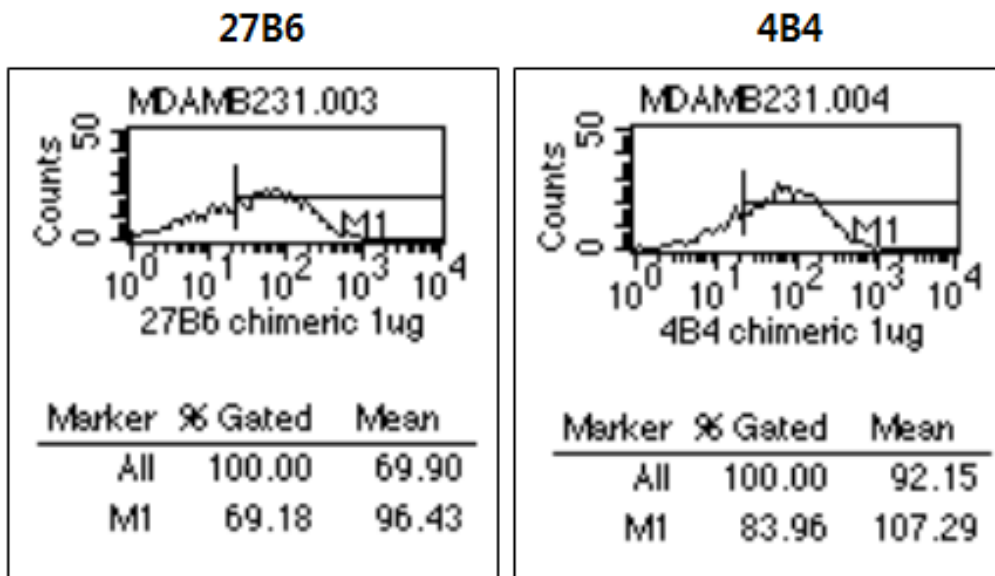 27B6
MDAMB231.003
Counts
50
0
M1
10^0 10^1 10^2 10^3 10^4
27B6 chimeric 1ug
Marker % Gated Mean
All 100.00 69.90
M1 69.18 96.43
4B4
MDAMB231.004
Counts
50
0
M1
10^0 10^1 10^2 10^3 10^4
4B4 chimeric 1ug
Marker % Gated Mean
All 100.00 92.15
M1 83.96 107.29